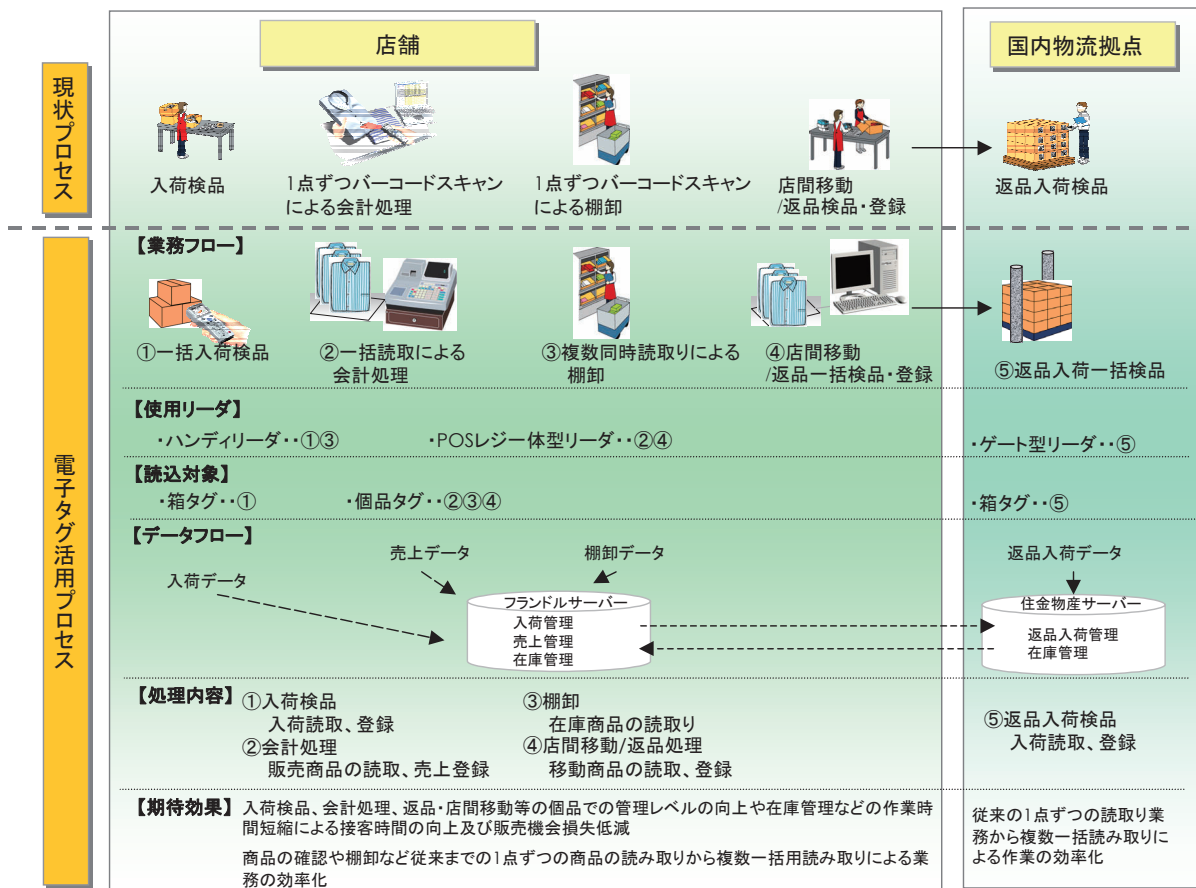 店舗
国内物流拠点
現状プロセス
入荷検品
1点ずつバーコードスキャン
による会計処理
1点ずつバーコードスキャン
による棚卸
店間移動
/返品検品・登録
返品入荷検品
電子タグ活用プロセス
【業務フロー】
①一括入荷検品
②一括読取による
会計処理
③複数同時読取りによる
棚卸
④店間移動
/返品一括検品・登録
⑤返品入荷一括検品
【使用リーダ】
・ハンディリーダ・・①③
・POSレジ一体型リーダ・・②④
・ゲート型リーダ・・⑤
【読込対象】
・箱タグ・・①
・個品タグ・・②③④
・箱タグ・・⑤
【データフロー】
売上データ
棚卸データ
返品入荷データ
入荷データ
フランドルサーバー
入荷管理
売上管理
在庫管理
住金物産サーバー
返品入荷管理
在庫管理
【処理内容】
①入荷検品
入荷読取、登録
②会計処理
販売商品の読取、売上登録
③棚卸
在庫商品の読取り
④店間移動/返品処理
移動商品の読取、登録
⑤返品入荷検品
入荷読取、登録
【期待効果】
入荷検品、会計処理、返品・店間移動等の個品での管理レベルの向上や在庫管理などの作業時
間短縮による接客時間の向上及び販売機会損失低減
商品の確認や棚卸など従来までの1点ずつの商品の読み取りから複数一括用読み取りによる業
務の効率化
従来の1点ずつの読取り業
務から複数一括読み取りに
よる作業の効率化